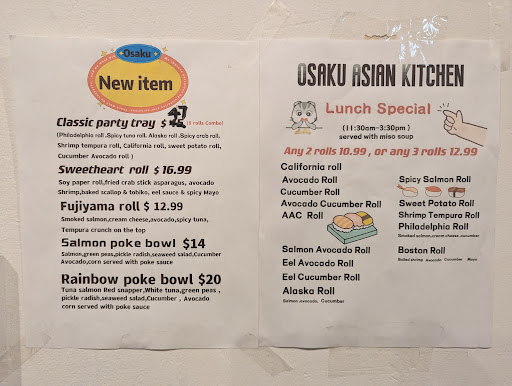 Osaku
New item
Classic party tray $ (6 rolls Combo)
(Philadelphia roll ,Spicy tuna roll, Alaska roll ,Spicy crab roll,
Shrimp tempura roll, California roll, sweet potato roll,
Cucumber Avocado roll )
Sweetheart roll $ 16.99
Soy paper roll,fried crab stick asparagus, avocado
Shrimp,baked scallop & tobiko, eel sauce & spicy Mayo
Fujiyama roll $ 12.99
Smoked salmon,cream cheese,avocado,spicy tuna,
Tempura crunch on the top
Salmon poke bowl $14
Salmon,green peas,pickle radish,seaweed salad,Cucumber
Avocado,corn served with poke sauce
Rainbow poke bowl $20
Tuna salmon Red snapper,White tuna,green peas ,
pickle radish,seaweed salad,Cucumber , Avocado
corn served with poke sauce
OSAKU ASIAN KITCHEN
Lunch Special
(11:30am-3:30pm )
served with miso soup
Any 2 rolls 10.99 , or any 3 rolls 12.99
California roll
Avocado Roll
Cucumber Roll
Avocado Cucumber Roll
AAC Roll
Salmon Avocado Roll
Eel Avocado Roll
Eel Cucumber Roll
Alaska Roll
Salmon Avocado, Cucumber
Spicy Salmon Roll
Sweet Potato Roll
Shrimp Tempura Roll
Philadelphia Roll
Smoked salmon,cream cheese,cucumber
Boston Roll
Boiled shrimp Avocado Cucumber Mayo